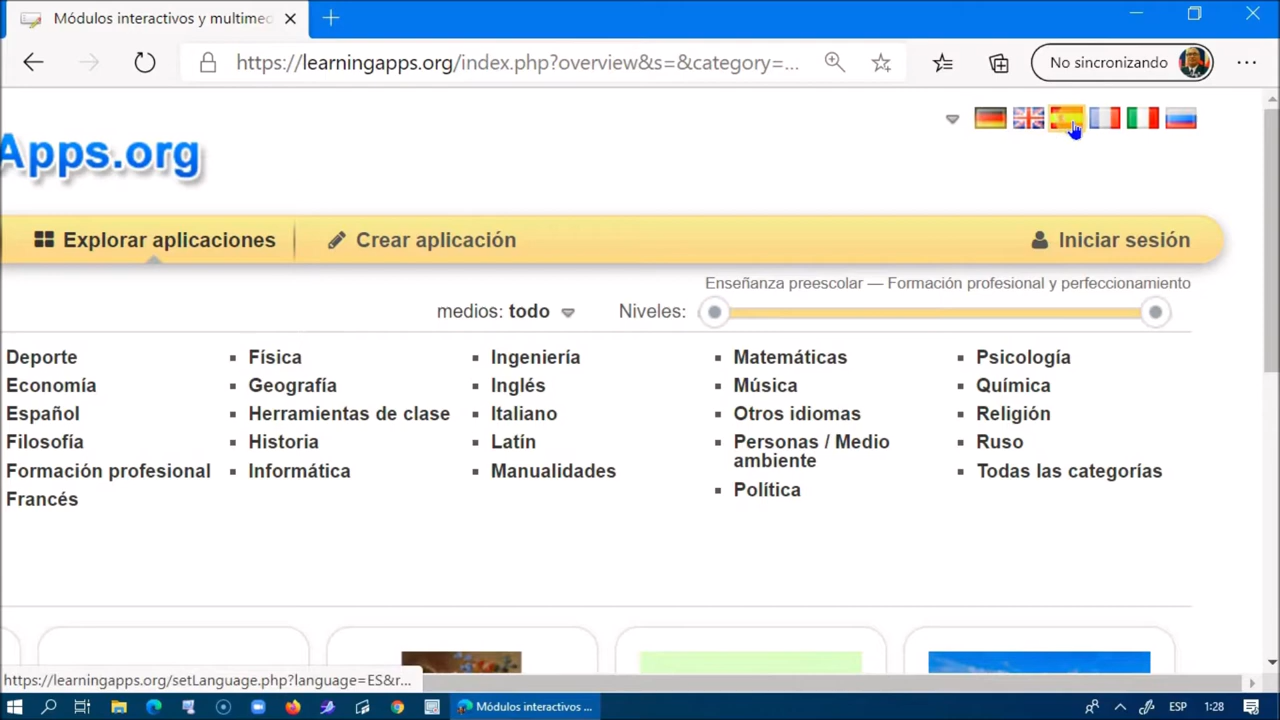 Módulos interactivos y multimed
https://learningapps.org/index.php?overview&s=&category=...
No sincronizando
Apps.org
Explorar aplicaciones
Crear aplicación
Iniciar sesión
Enseñanza preescolar — Formación profesional y perfeccionamiento
medios: todo
Niveles:
Deporte
Economía
Español
Filosofía
Formación profesional
Francés
Física
Geografía
Herramientas de clase
Historia
Informática
Ingeniería
Inglés
Italiano
Latín
Manualidades
Matemáticas
Música
Otros idiomas
Personas / Medio
ambiente
Política
Psicología
Química
Religión
Ruso
Todas las categorías
https://learningapps.org/setLanguage.php?language=ES&r...
Módulos interactivos ...
ESP
1:28